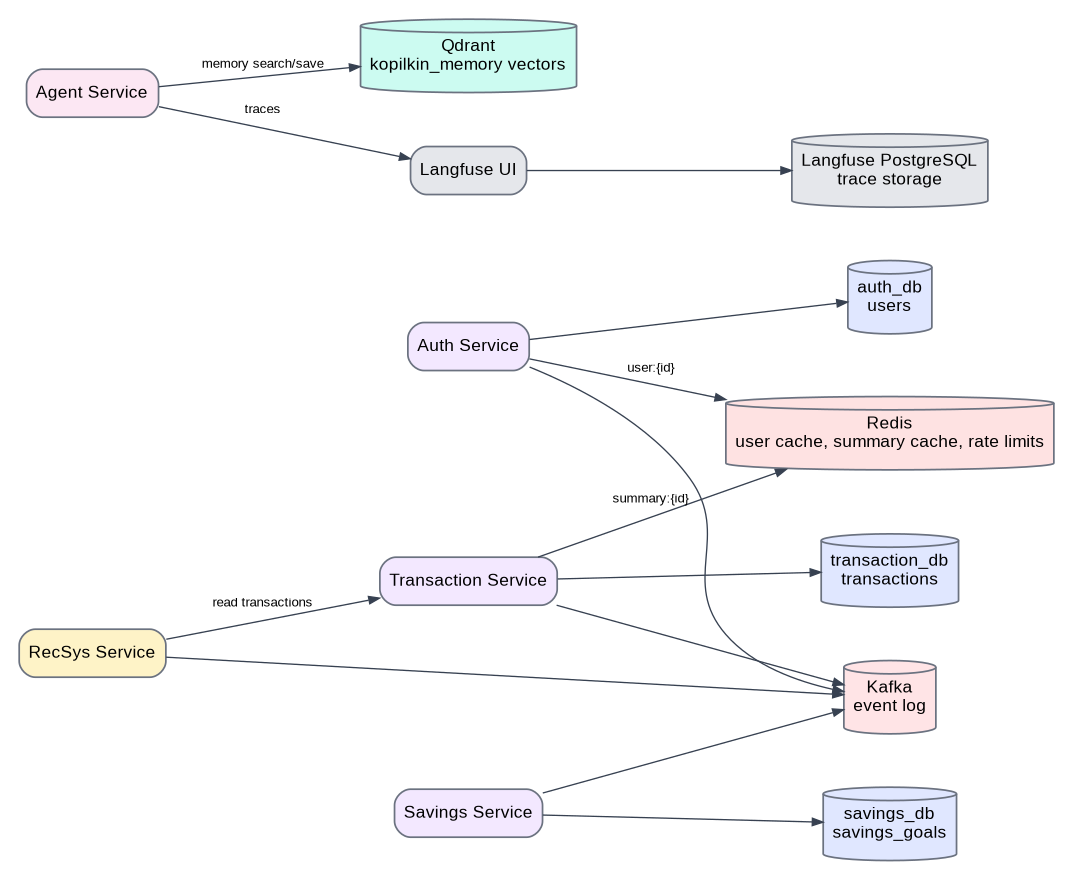 Qdrant
kopilkin_memory vectors
memory search/save
Agent Service
traces
Langfuse UI
Langfuse PostgreSQL
trace storage
auth_db
users
Auth Service
user:{id}
Redis
user cache, summary cache, rate limits
summary:{id}
transaction_db
transactions
Transaction Service
read transactions
RecSys Service
Kafka
event log
Savings Service
savings_db
savings_goals